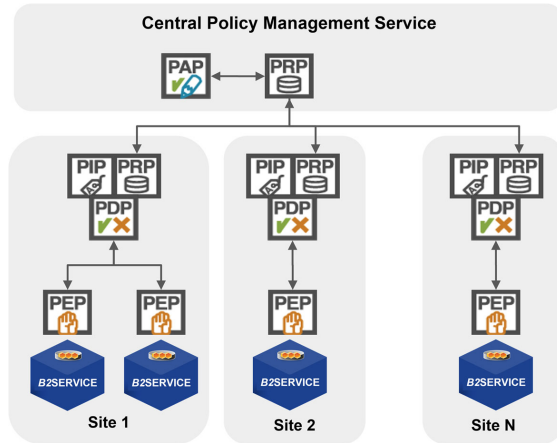 Central Policy Management Service
PAP PRP
PIP PRP PIP PRP PIP PRP
PDP PDP PDP
PEP PEP PEP PEP
B2SERVICE B2SERVICE B2SERVICE B2SERVICE
Site 1 Site 2 Site N